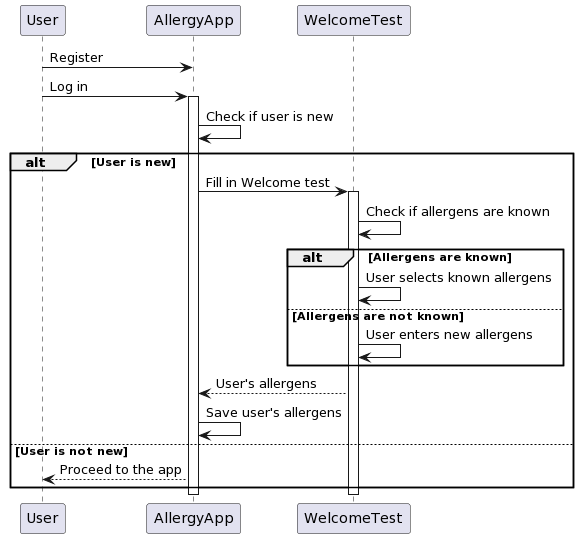 User AllergyApp WelcomeTest
Register
Log in
Check if user is new
alt [User is new]
Fill in Welcome test
Check if allergens are known
alt [Allergens are known]
User selects known allergens
[Allergens are not known]
User enters new allergens
User's allergens
Save user's allergens
[User is not new]
Proceed to the app
User AllergyApp WelcomeTest